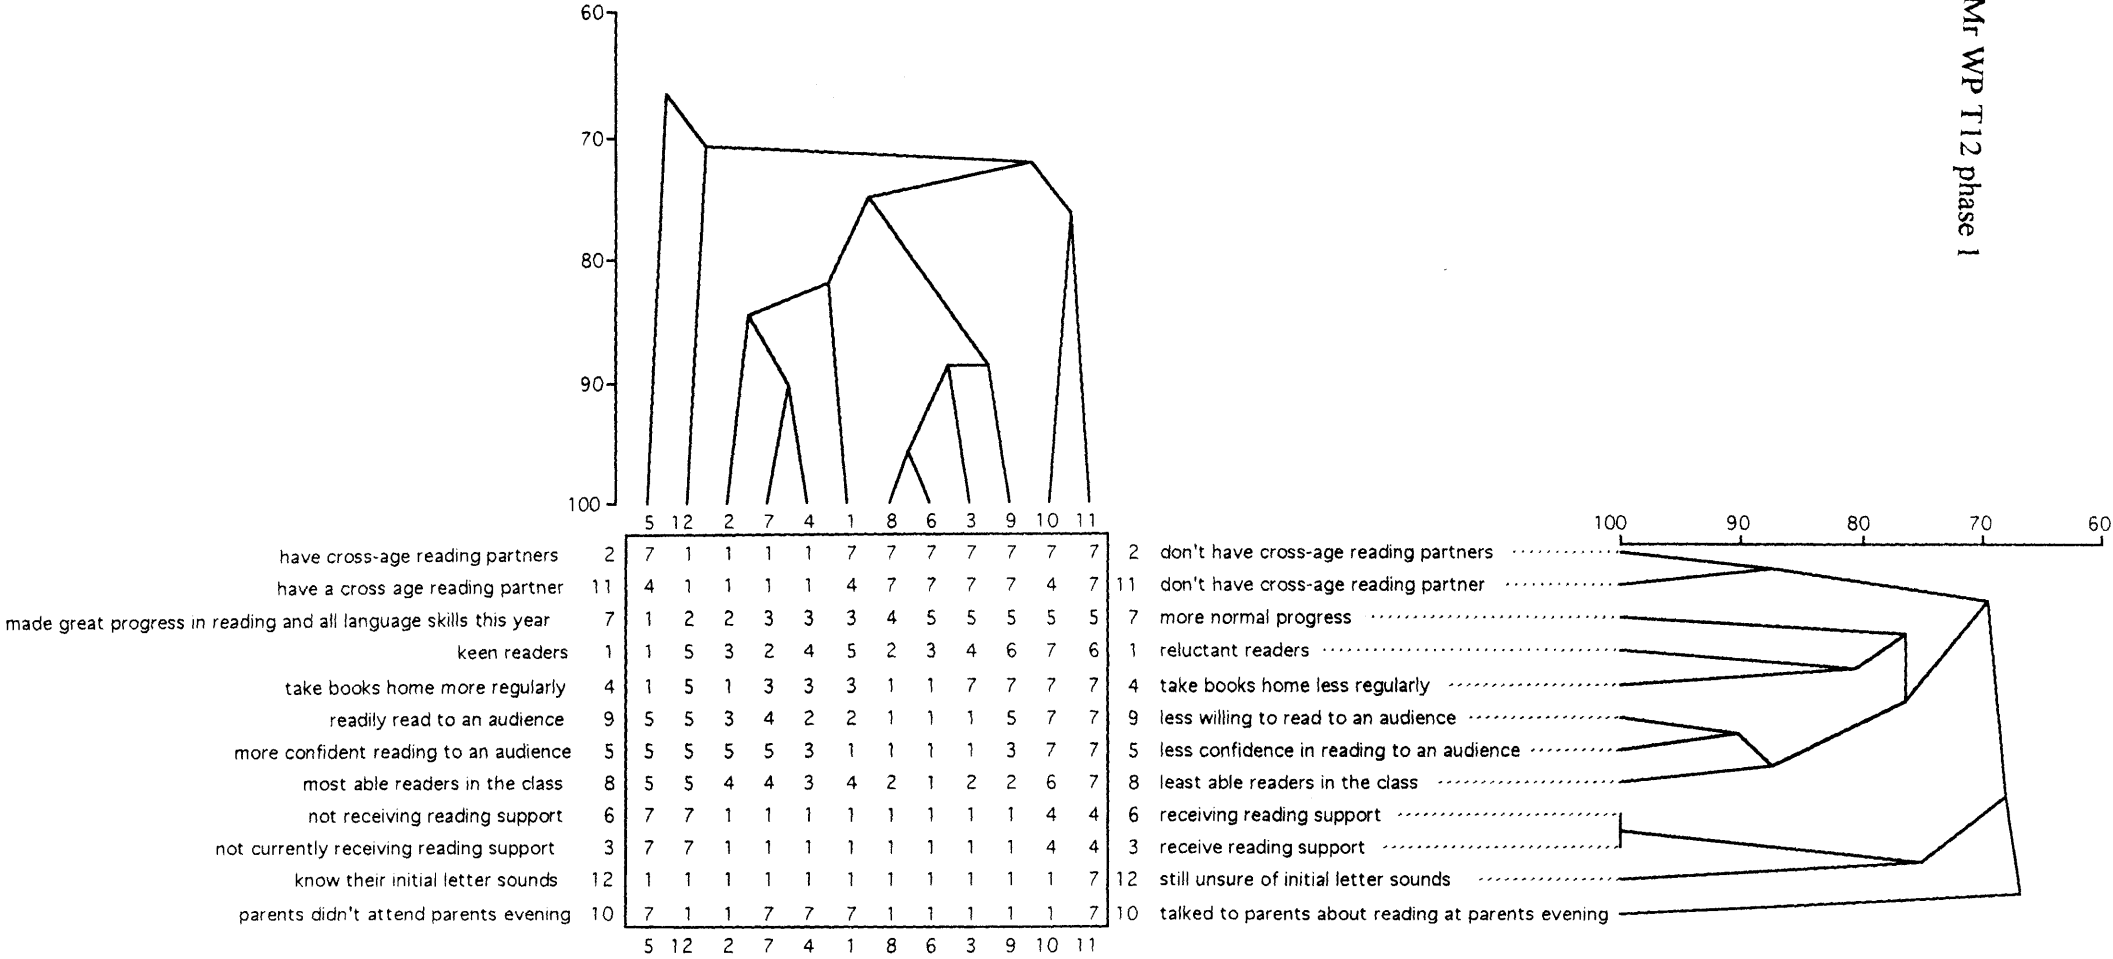 Mr WP T12 phase 1
60
70
80
90
100
5 12 2 7 4 1 8 6 3 9 10 11
100 90 80 70 60
have cross-age reading partners 2 7 1 1 1 1 7 7 7 7 7 7 7 2 don't have cross-age reading partners
have a cross age reading partner 11 4 1 1 1 1 4 7 7 7 7 4 7 11 don't have cross-age reading partner
made great progress in reading and all language skills this year 7 1 2 2 3 3 3 4 5 5 5 5 5 7 more normal progress
keen readers 1 1 5 3 2 4 5 2 3 4 6 7 6 1 reluctant readers
take books home more regularly 4 1 5 1 3 3 3 1 1 7 7 7 7 4 take books home less regularly
readily read to an audience 9 5 5 3 4 2 2 1 1 1 5 7 7 9 less willing to read to an audience
more confident reading to an audience 5 5 5 5 5 3 1 1 1 1 3 7 7 5 less confidence in reading to an audience
most able readers in the class 8 5 5 4 4 3 4 2 1 2 2 6 7 8 least able readers in the class
not receiving reading support 6 7 7 1 1 1 1 1 1 1 1 4 4 6 receiving reading support
not currently receiving reading support 3 7 7 1 1 1 1 1 1 1 1 4 4 3 receive reading support
know their initial letter sounds 12 1 1 1 1 1 1 1 1 1 1 1 7 12 still unsure of initial letter sounds
parents didn't attend parents evening 10 7 1 1 7 7 7 1 1 1 1 1 7 10 talked to parents about reading at parents evening
5 12 2 7 4 1 8 6 3 9 10 11